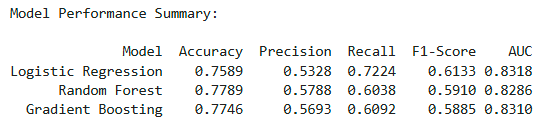 Model Performance Summary:
Model Accuracy Precision Recall F1-Score AUC
Logistic Regression 0.7589 0.5328 0.7224 0.6133 0.8318
Random Forest 0.7789 0.5788 0.6038 0.5910 0.8286
Gradient Boosting 0.7746 0.5693 0.6092 0.5885 0.8310